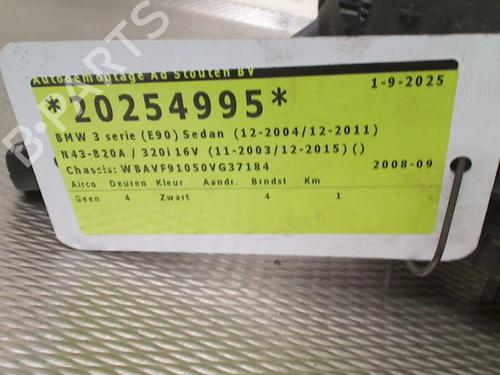 Autodemontage Ad Stouten BV
1-9-2025
*20254995*
BMW 3 serie (E90) Sedan (12-2004/12-2011)
N43-B20A / 320i 16V (11-2003/12-2015) ()
Chassis: WBAVF91050VG37184 2008-09
Airco Deuren Kleur Aandr. Brndst Km
Geen 4 Zwart 4 1
B-PARTS